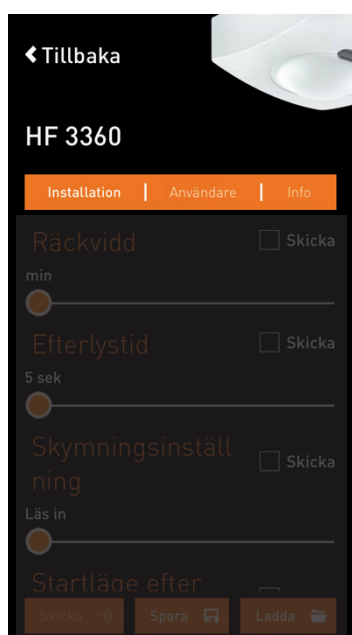 Tillbaka
HF 3360
Installation | Användare | Info
Räckvidd Skicka
min
Efterlystid Skicka
5 sek
Skymningsinställ
ning Skicka
Läs in
Startläge efter
Skicka Spara Ladda